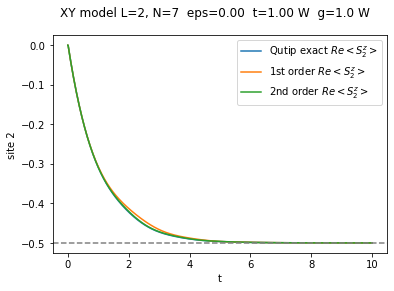 XY model L=2, N=7 eps=0.00 t=1.00 W g=1.0 W
Qutip exact Re<S₂ᶻ>
1st order Re<S₂ᶻ>
2nd order Re<S₂ᶻ>
site 2
0.0
−0.1
−0.2
−0.3
−0.4
−0.5
0 2 4 6 8 10
t